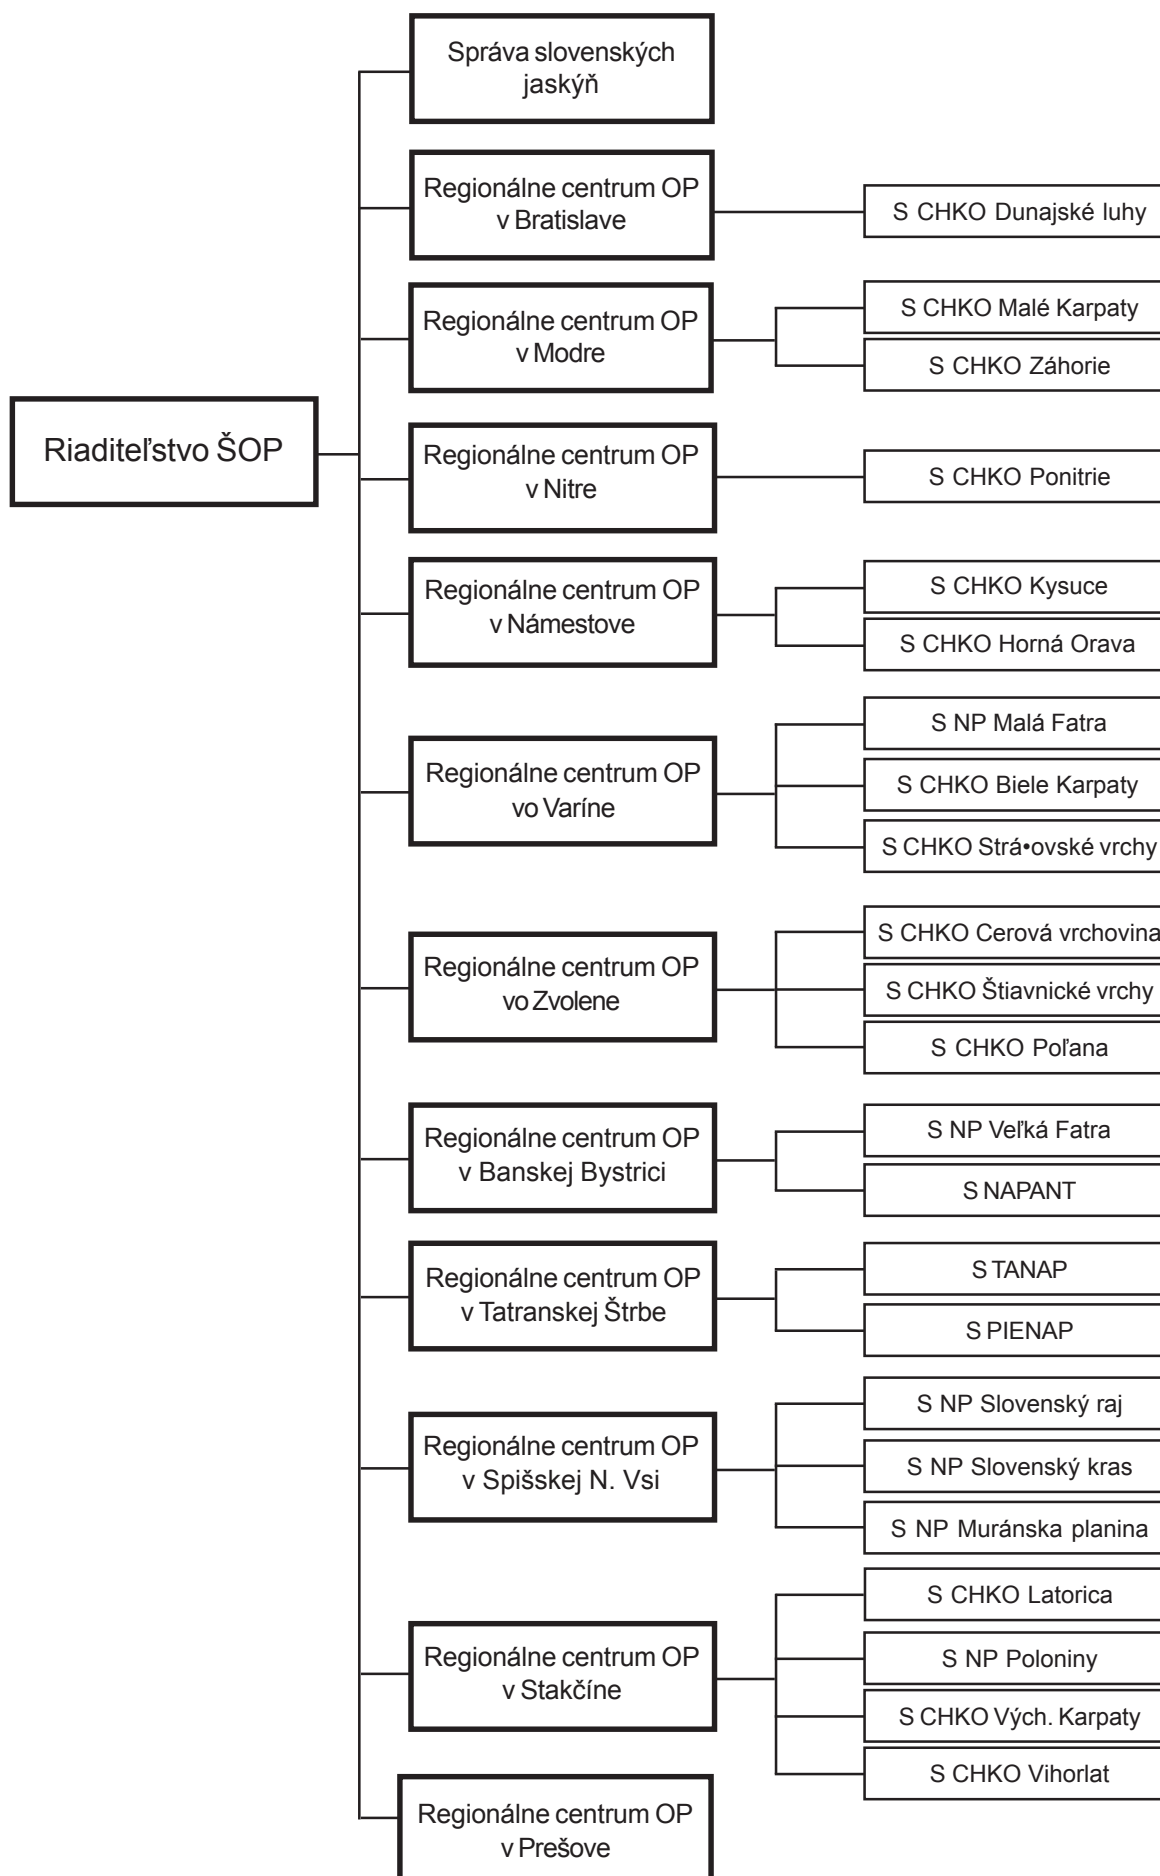 Riaditeľstvo ŠOP
Správa slovenských
jaskýň
Regionálne centrum OP
v Bratislave
S CHKO Dunajské luhy
Regionálne centrum OP
v Modre
S CHKO Malé Karpaty
S CHKO Záhorie
Regionálne centrum OP
v Nitre
S CHKO Ponitrie
Regionálne centrum OP
v Námestove
S CHKO Kysuce
S CHKO Horná Orava
Regionálne centrum OP
vo Varíne
S NP Malá Fatra
S CHKO Biele Karpaty
S CHKO Strá•ovské vrchy
Regionálne centrum OP
vo Zvolene
S CHKO Cerová vrchovina
S CHKO Štiavnické vrchy
S CHKO Poľana
Regionálne centrum OP
v Banskej Bystrici
S NP Veľká Fatra
S NAPANT
Regionálne centrum OP
v Tatranskej Štrbe
S TANAP
S PIENAP
Regionálne centrum OP
v Spišskej N. Vsi
S NP Slovenský raj
S NP Slovenský kras
S NP Muránska planina
Regionálne centrum OP
v Stakčíne
S CHKO Latorica
S NP Poloniny
S CHKO Vých. Karpaty
S CHKO Vihorlat
Regionálne centrum OP
v Prešove